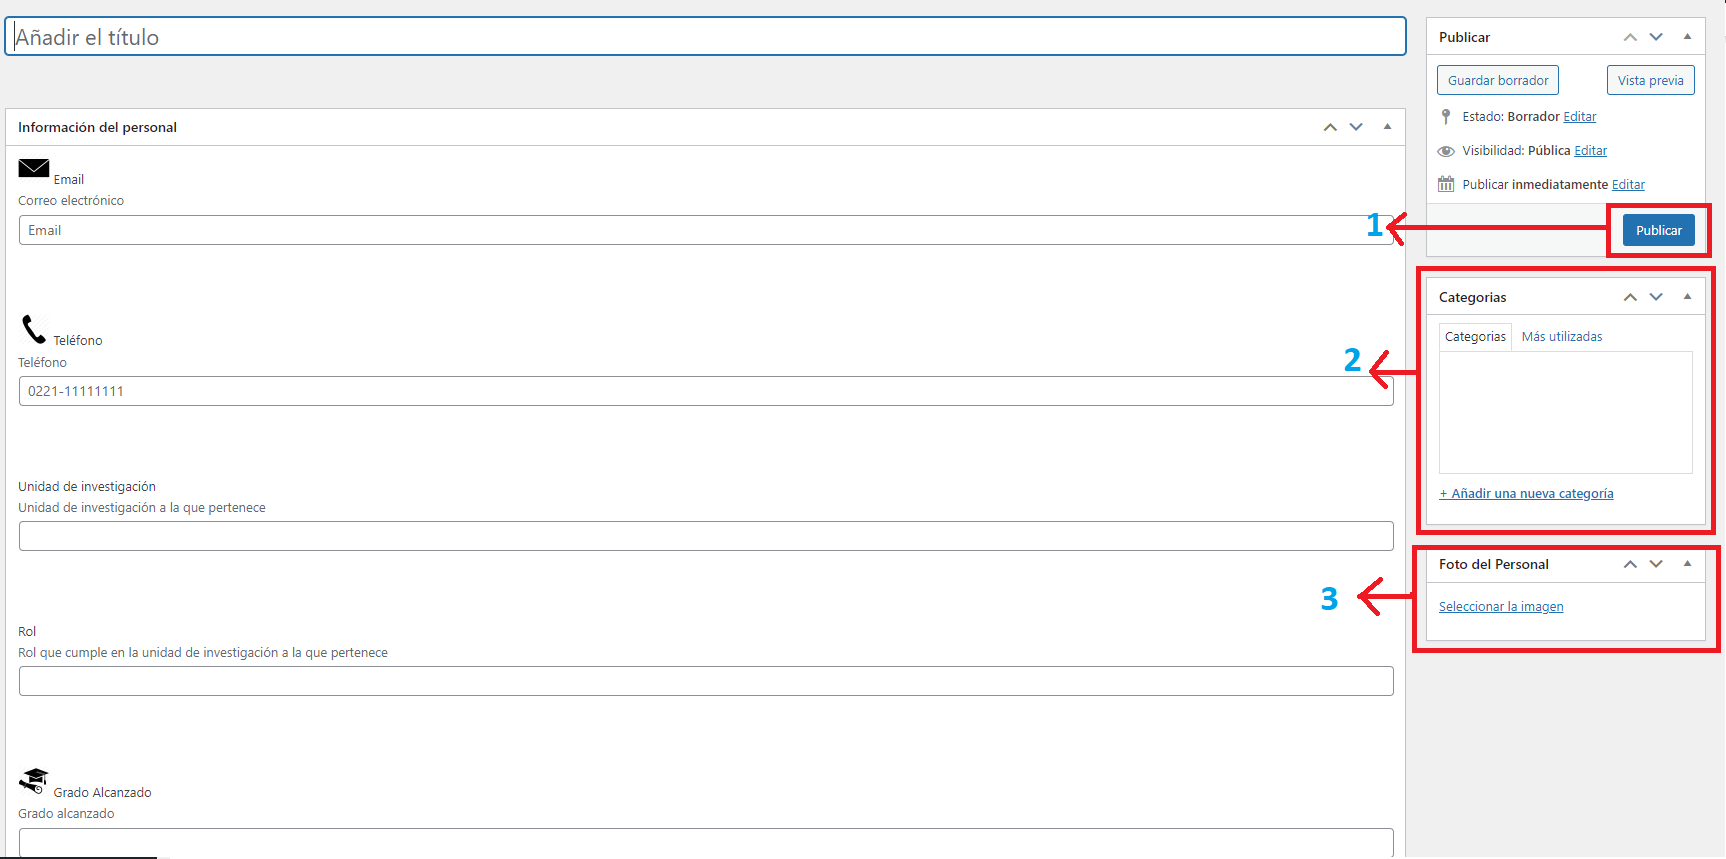 Añadir el título
Información del personal
Email
Correo electrónico
Email
Teléfono
Teléfono
0221-11111111
Unidad de investigación
Unidad de investigación a la que pertenece
Rol
Rol que cumple en la unidad de investigación a la que pertenece
Grado Alcanzado
Grado alcanzado
Publicar
Guardar borrador
Vista previa
Estado: Borrador Editar
Visibilidad: Pública Editar
Publicar inmediatamente Editar
1
Publicar
Categorias
Categorias
Más utilizadas
2
+ Añadir una nueva categoría
Foto del Personal
3
Seleccionar la imagen